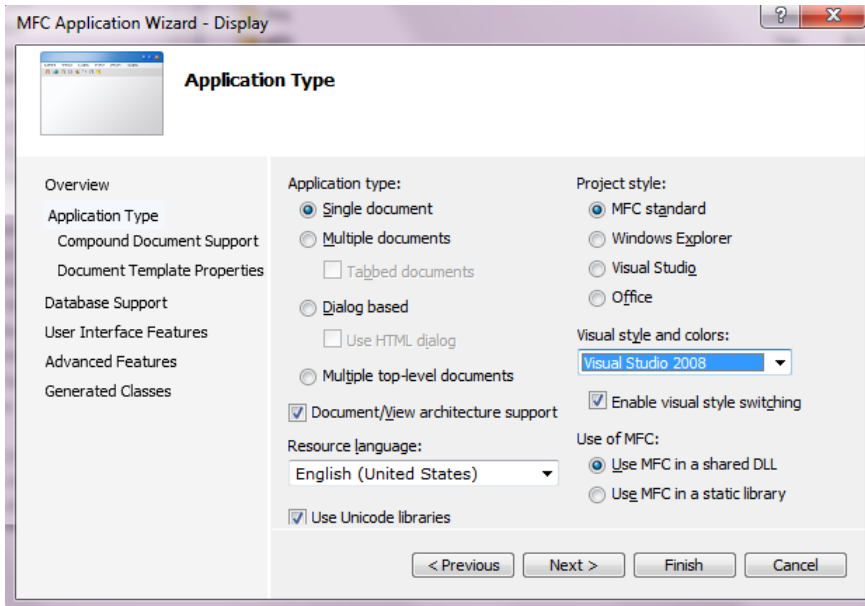 MFC Application Wizard - Display
Application Type
Overview
Application Type
Compound Document Support
Document Template Properties
Database Support
User Interface Features
Advanced Features
Generated Classes
Application type:
Single document
Multiple documents
Tabbed documents
Dialog based
Use HTML dialog
Multiple top-level documents
Document/View architecture support
Resource language:
English (United States)
Use Unicode libraries
Project style:
MFC standard
Windows Explorer
Visual Studio
Office
Visual style and colors:
Visual Studio 2008
Enable visual style switching
Use of MFC:
Use MFC in a shared DLL
Use MFC in a static library
< Previous
Next >
Finish
Cancel